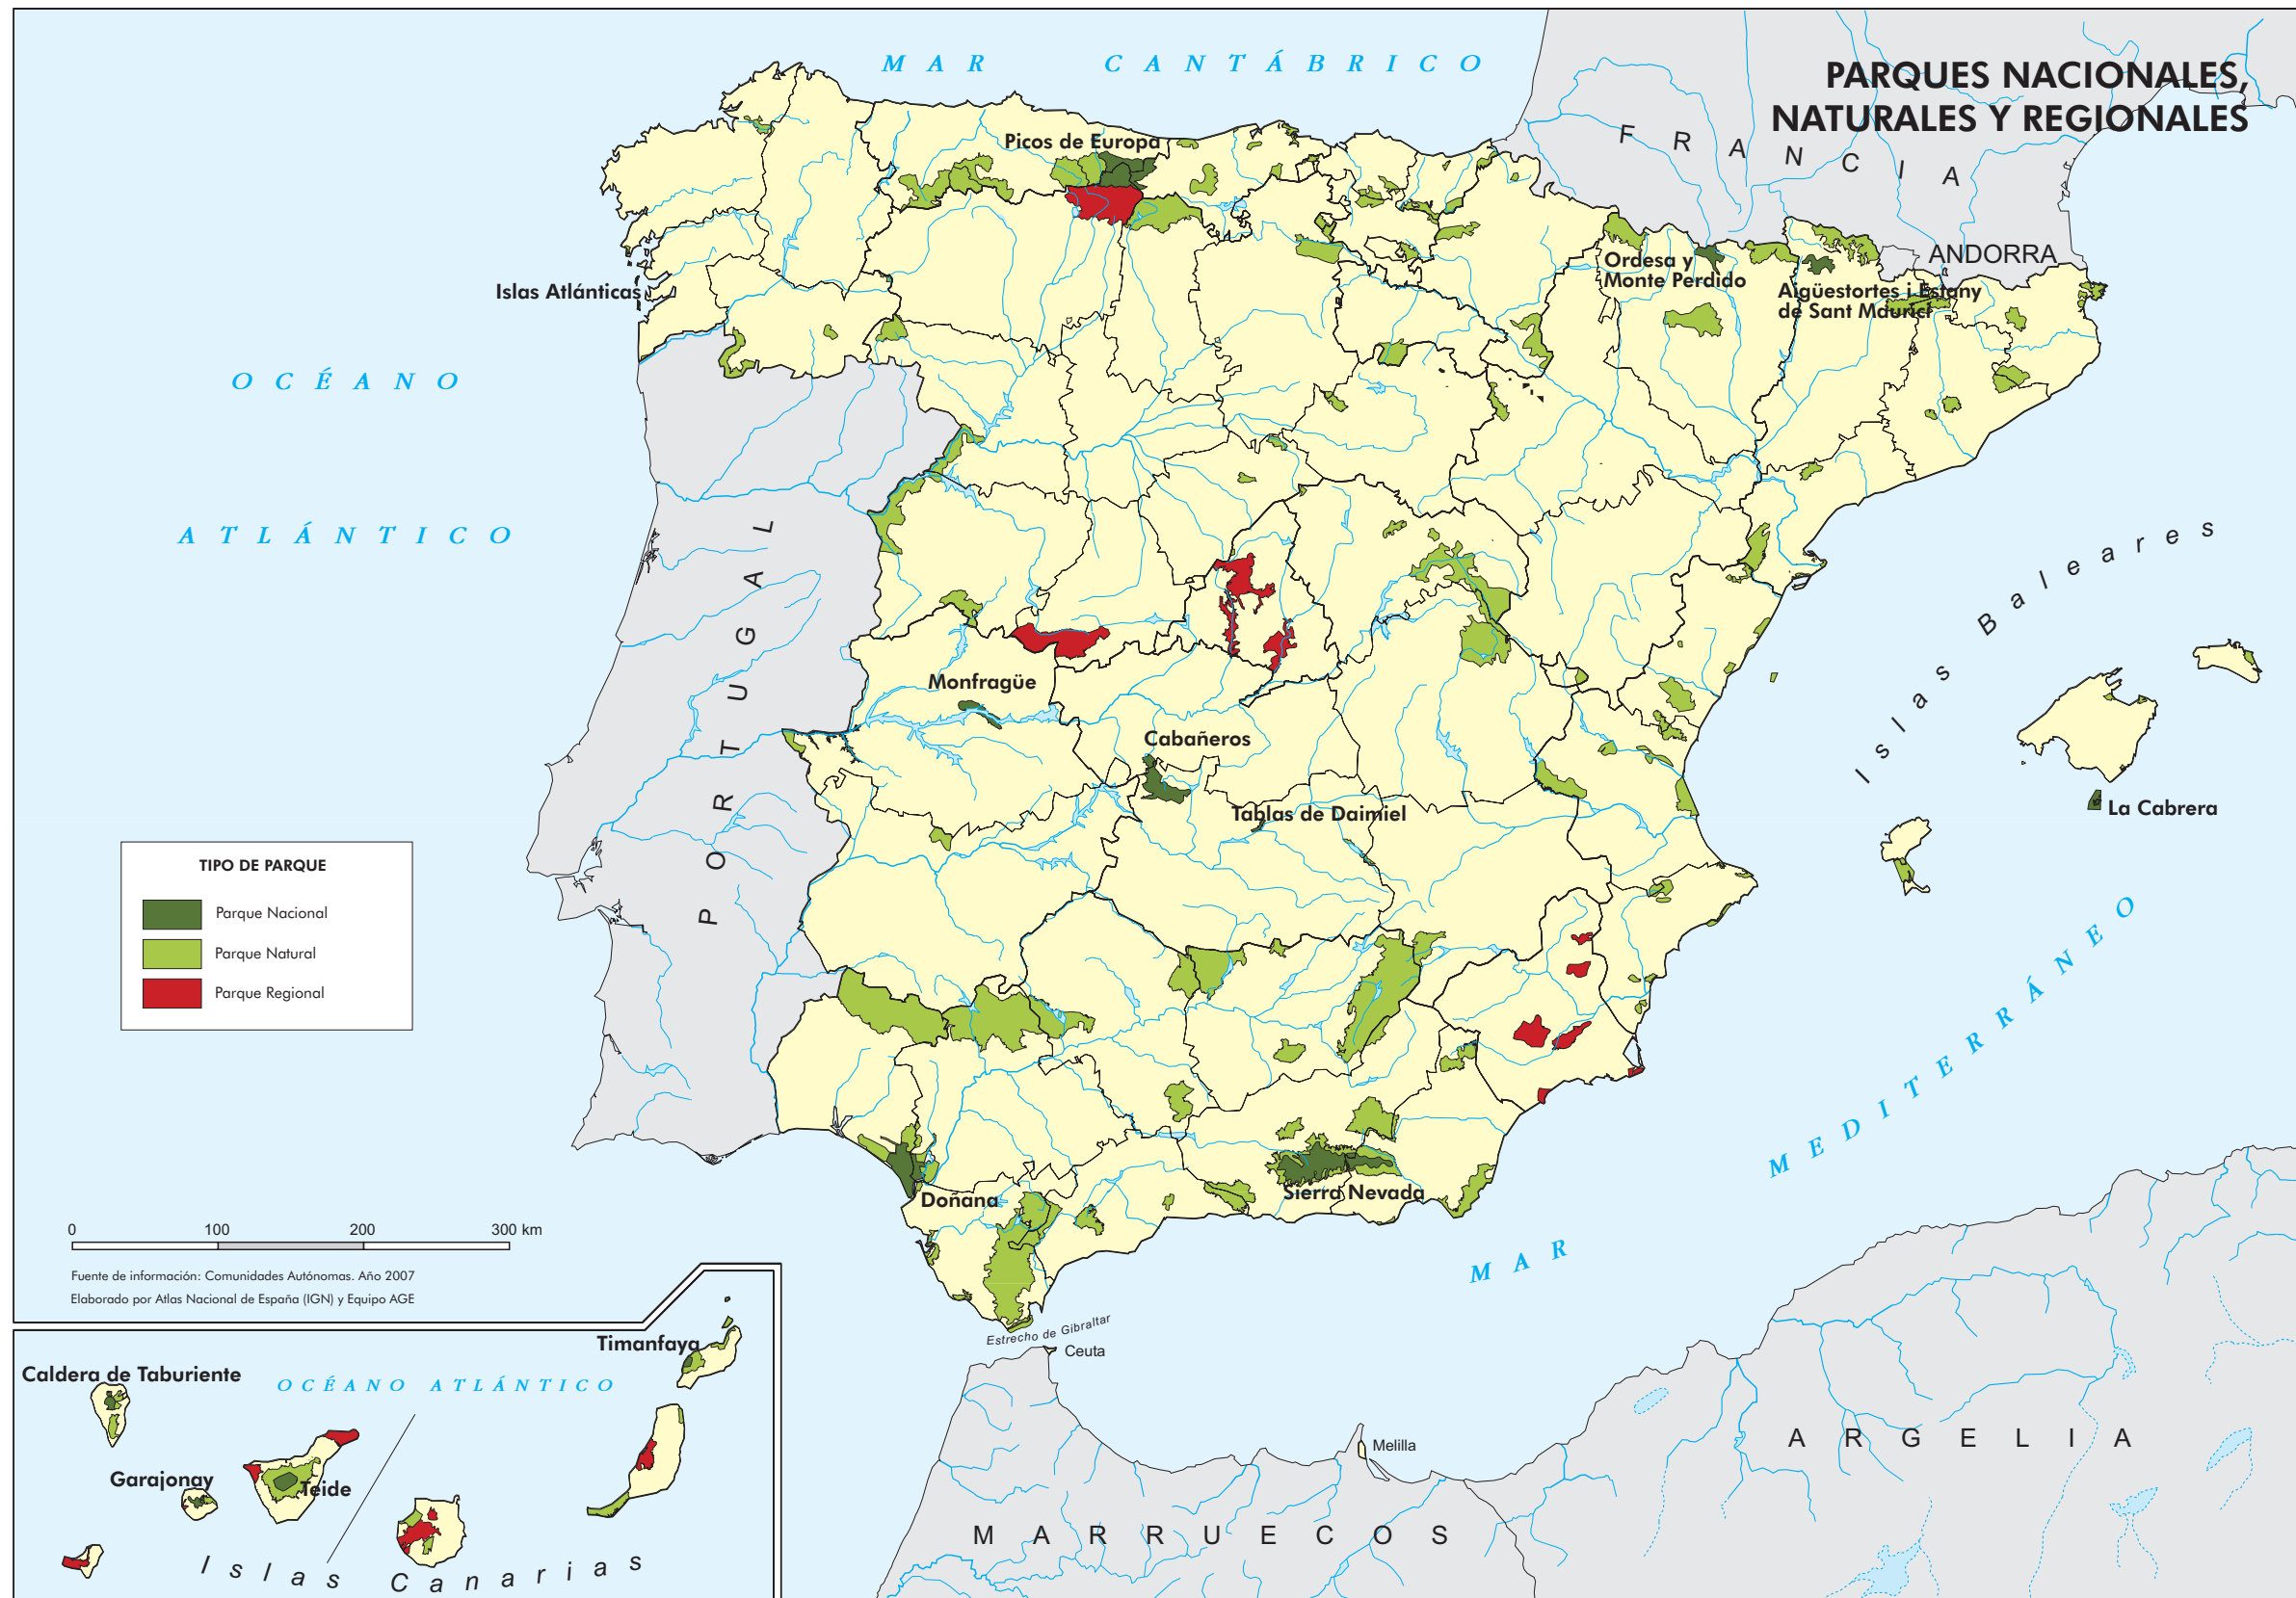 PARQUES NACIONALES,
NATURALES Y REGIONALES
MAR CANTÁBRICO
FRANCIA
ANDORRA
Picos de Europa
Islas Atlánticas
Ordesa y
Monte Perdido
Aigüestortes i Estany
de Sant Maurici
OCÉANO
ATLÁNTICO
PORTUGAL
Islas Baleares
Monfragüe
Cabañeros
Tablas de Daimiel
La Cabrera
TIPO DE PARQUE
Parque Nacional
Parque Natural
Parque Regional
MAR MEDITERRÁNEO
Doñana
Sierra Nevada
0 100 200 300 km
Fuente de información: Comunidades Autónomas. Año 2007
Elaborado por Atlas Nacional de España (IGN) y Equipo AGE
Estrecho de Gibraltar
Ceuta
Melilla
MARRUECOS
ARGELIA
Timanfaya
Caldera de Taburiente
OCÉANO ATLÁNTICO
Garajonay
Teide
Islas Canarias